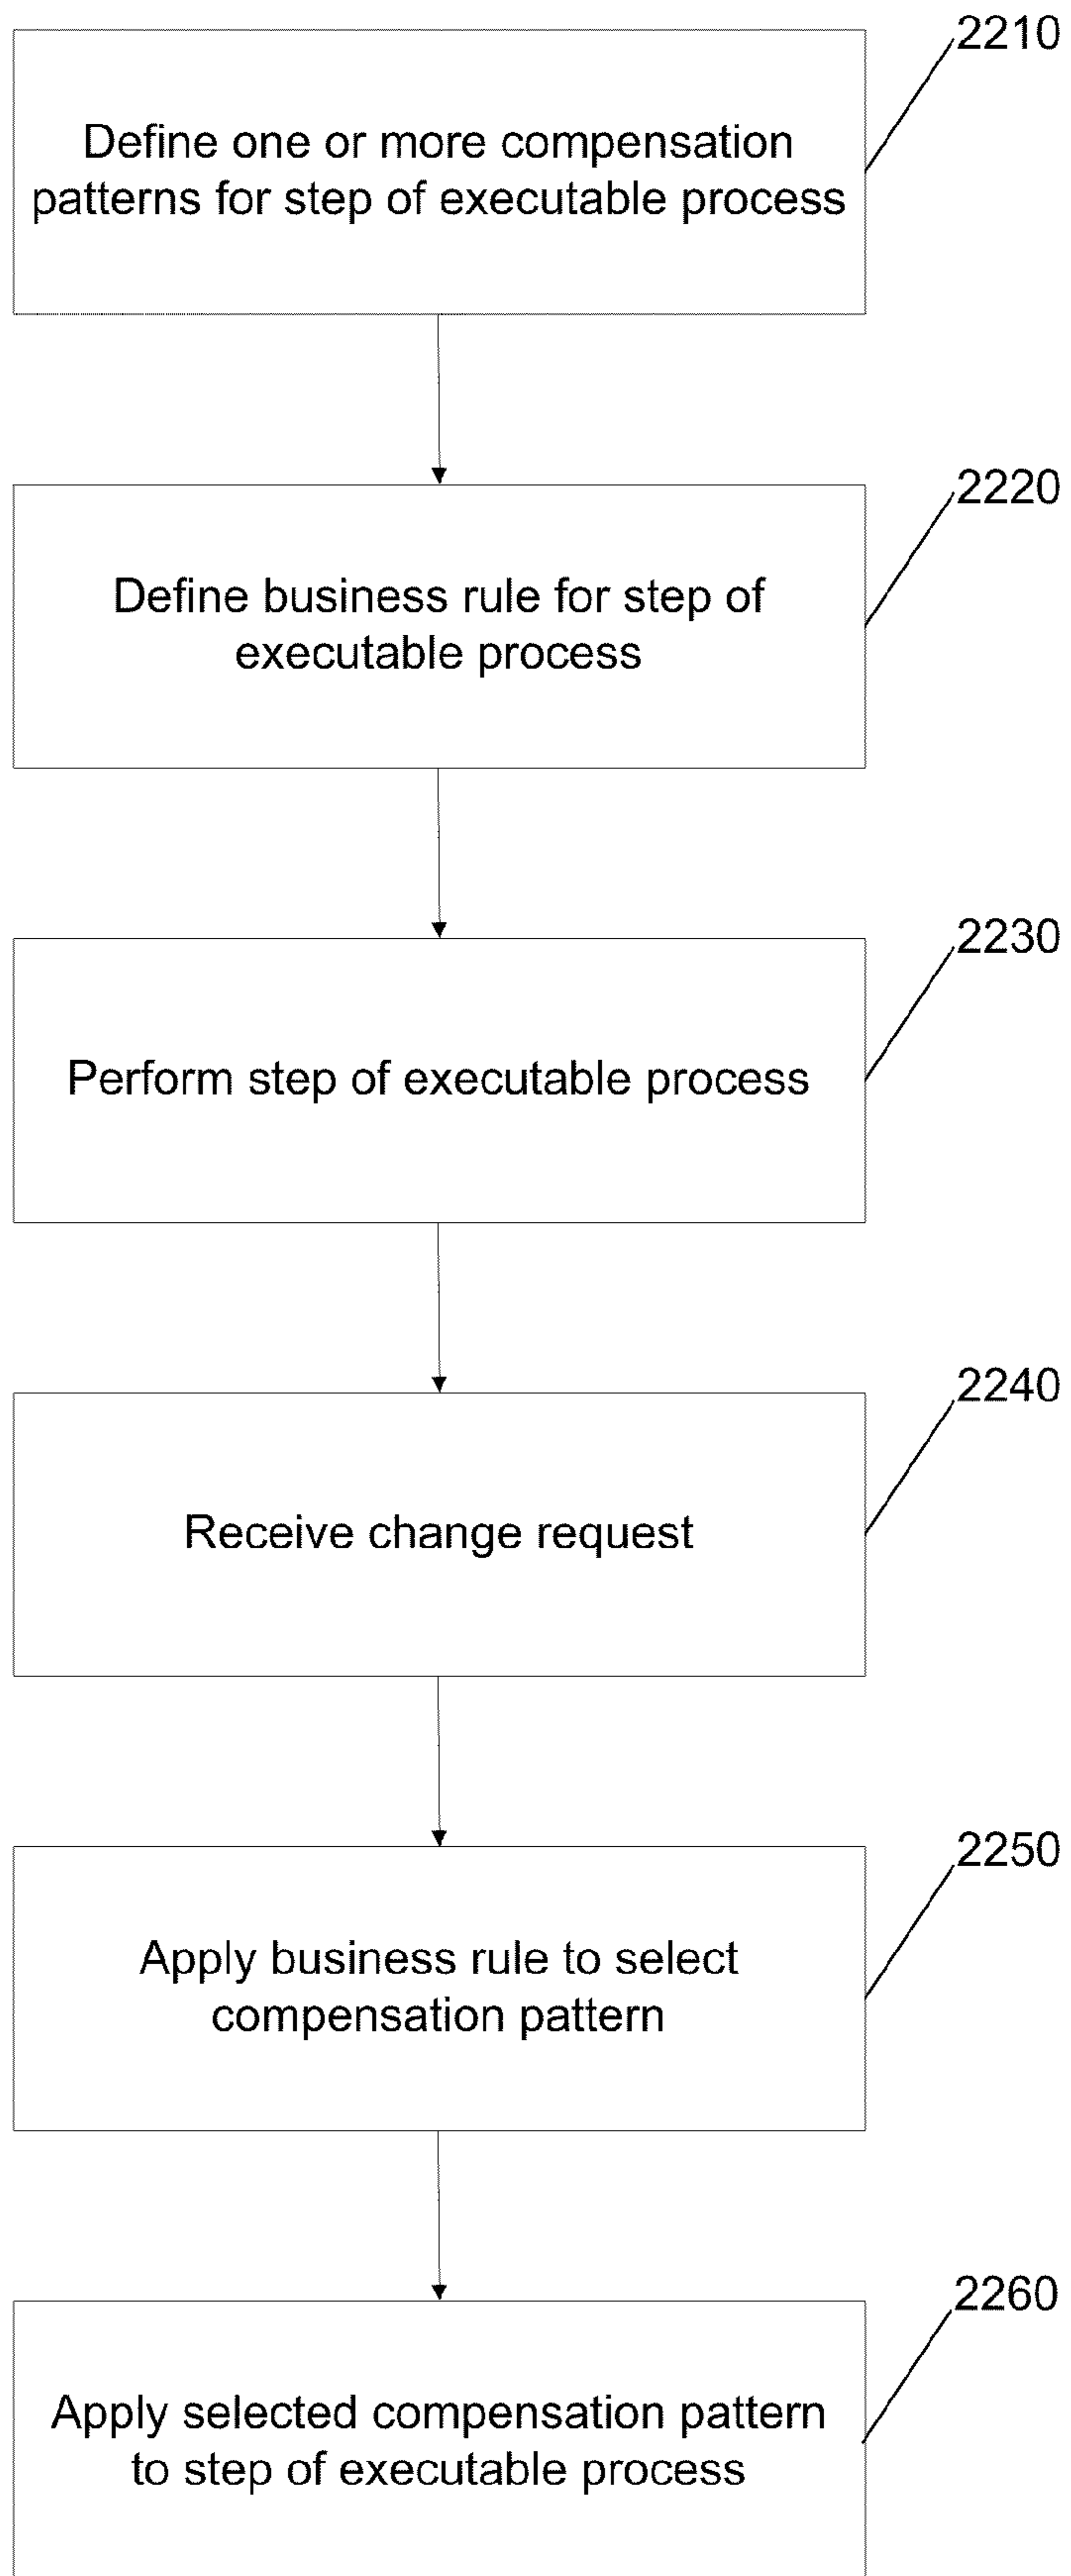 2210
Define one or more compensation
patterns for step of executable process
2220
Define business rule for step of
executable process
2230
Perform step of executable process
2240
Receive change request
2250
Apply business rule to select
compensation pattern
2260
Apply selected compensation pattern
to step of executable process